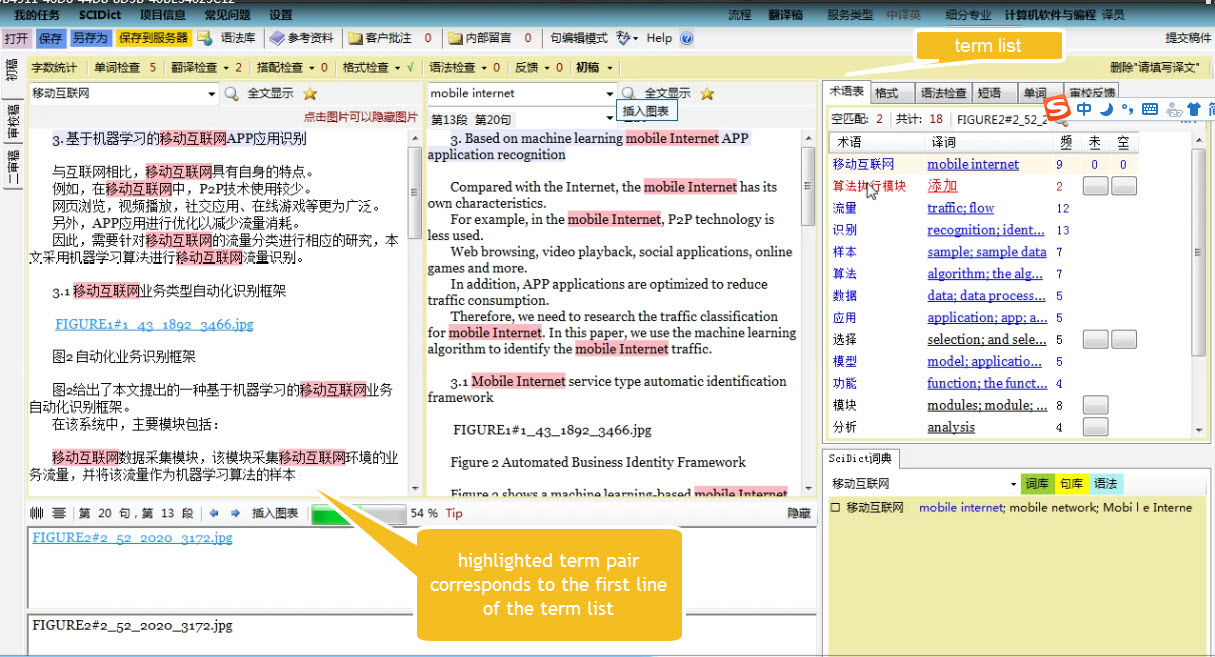 我的任务 SCIDict 项目信息 常见问题 设置 流程 翻译稿 服务类型 中译英 细分专业 计算机软件与编程 译员
打开 保存 另存为 保存到服务器 语法库 参考资料 客户批注 0 内部留言 0 句编辑模式 Help 提交稿件
term list
初稿 审校稿 二审稿
字数统计 单词检查 5 翻译检查 2 搭配检查 0 格式检查 √ 语法检查 0 反馈 0 初稿 删除"请填写译文"
移动互联网 全文显示
点击图片可以隐藏图片
3. 基于机器学习的移动互联网APP应用识别
与互联网相比，移动互联网具有自身的特点。
例如，在移动互联网中，P2P技术使用较少。
网页浏览，视频播放，社交应用、在线游戏等更为广泛。
另外，APP应用进行优化以减少流量消耗。
因此，需要针对移动互联网的流量分类进行相应的研究，本
文采用机器学习算法进行移动互联网流量识别。
3.1 移动互联网业务类型自动化识别框架
FIGURE1#1_43_1892_3466.jpg
图2 自动化业务识别框架
图2给出了本文提出的一种基于机器学习的移动互联网业务
自动化识别框架。
在该系统中，主要模块包括：
移动互联网数据采集模块，该模块采集移动互联网环境的业
务流量，并将该流量作为机器学习算法的样本
mobile internet 全文显示
第13段 第20句 插入图表
3. Based on machine learning mobile Internet APP
application recognition
Compared with the Internet, the mobile Internet has its
own characteristics.
For example, in the mobile Internet, P2P technology is
less used.
Web browsing, video playback, social applications, online
games and more.
In addition, APP applications are optimized to reduce
traffic consumption.
Therefore, we need to research the traffic classification
for mobile Internet. In this paper, we use the machine learning
algorithm to identify the mobile Internet traffic.
3.1 Mobile Internet service type automatic identification
framework
FIGURE1#1_43_1892_3466.jpg
Figure 2 Automated Business Identity Framework
Figure 2 shows a machine learning-based mobile Internet
第 20 句，第 13 段 插入图表 54 % Tip 隐藏
FIGURE2#2_52_2020_3172.jpg
FIGURE2#2_52_2020_3172.jpg
highlighted term pair
corresponds to the first line
of the term list
术语表 格式 语法检查 短语 单词 审校反馈
中
空匹配: 2 共计: 18 FIGURE2#2_52_2
术语 译词 频 未 空
移动互联网 mobile internet 9 0 0
算法执行模块 添加 2
流量 traffic; flow 12
识别 recognition; ident... 13
样本 sample; sample data 7
算法 algorithm; the alg... 7
数据 data; data process... 5
应用 application; app; a... 5
选择 selection; and sele... 5
模型 model; applicatio... 5
功能 function; the funct... 4
模块 modules; module; ... 8
分析 analysis 4
SciDict词典
移动互联网 词库 句库 语法
移动互联网 mobile internet; mobile network; Mobi l e Interne